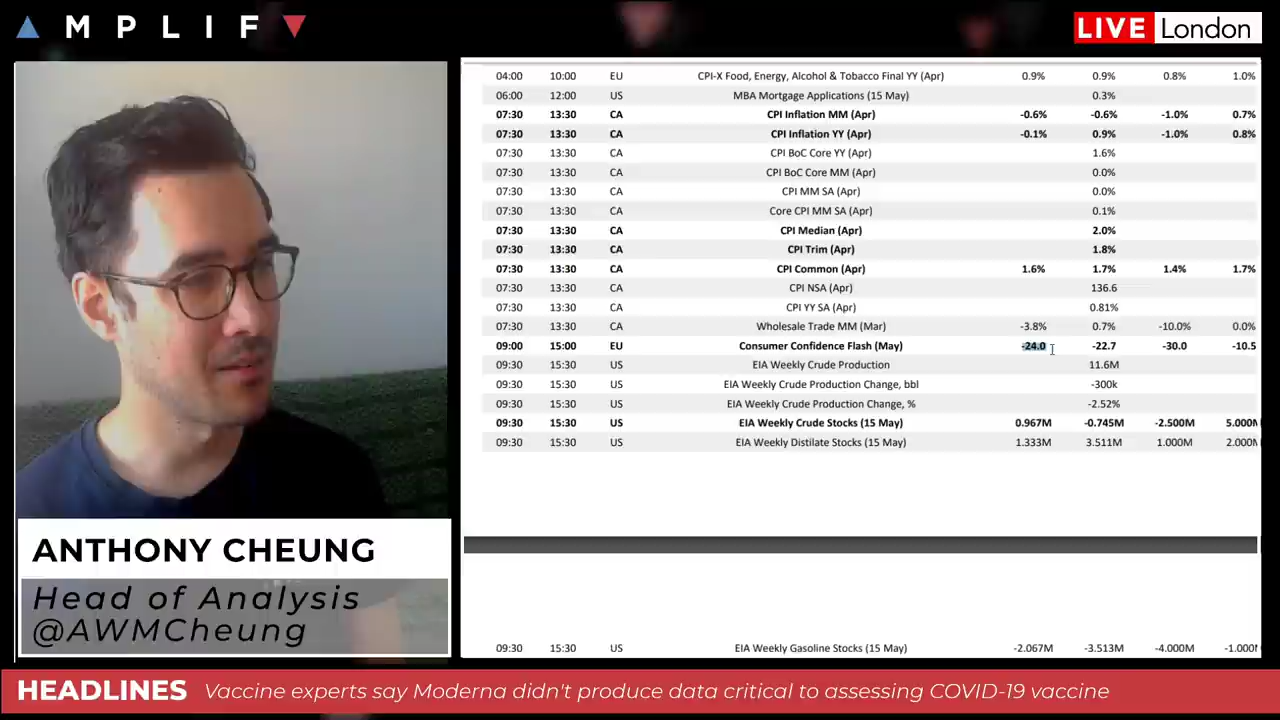 ▲ M P L I F ▼
LIVE London
04:00 10:00 EU CPI-X Food, Energy, Alcohol & Tobacco Final YY (Apr) 0.9% 0.9% 0.8% 1.0%
06:00 12:00 US MBA Mortgage Applications (15 May) 0.3%
07:30 13:30 CA CPI Inflation MM (Apr) -0.6% -0.6% -1.0% 0.7%
07:30 13:30 CA CPI Inflation YY (Apr) -0.1% 0.9% -1.0% 0.8%
07:30 13:30 CA CPI BoC Core YY (Apr) 1.6%
07:30 13:30 CA CPI BoC Core MM (Apr) 0.0%
07:30 13:30 CA CPI MM SA (Apr) 0.0%
07:30 13:30 CA Core CPI MM SA (Apr) 0.1%
07:30 13:30 CA CPI Median (Apr) 2.0%
07:30 13:30 CA CPI Trim (Apr) 1.8%
07:30 13:30 CA CPI Common (Apr) 1.6% 1.7% 1.4% 1.7%
07:30 13:30 CA CPI NSA (Apr) 136.6
07:30 13:30 CA CPI YY SA (Apr) 0.81%
07:30 13:30 CA Wholesale Trade MM (Mar) -3.8% 0.7% -10.0% 0.0%
09:00 15:00 EU Consumer Confidence Flash (May) -24.0 -22.7 -30.0 -10.5
09:30 15:30 US EIA Weekly Crude Production 11.6M
09:30 15:30 US EIA Weekly Crude Production Change, bbl -300k
09:30 15:30 US EIA Weekly Crude Production Change, % -2.52%
09:30 15:30 US EIA Weekly Crude Stocks (15 May) 0.967M -0.745M -2.500M 5.000M
09:30 15:30 US EIA Weekly Distilate Stocks (15 May) 1.333M 3.511M 1.000M 2.000M
09:30 15:30 US EIA Weekly Gasoline Stocks (15 May) -2.067M -3.513M -4.000M -1.000
ANTHONY CHEUNG
Head of Analysis
@AWMCheung
HEADLINES Vaccine experts say Moderna didn't produce data critical to assessing COVID-19 vaccine